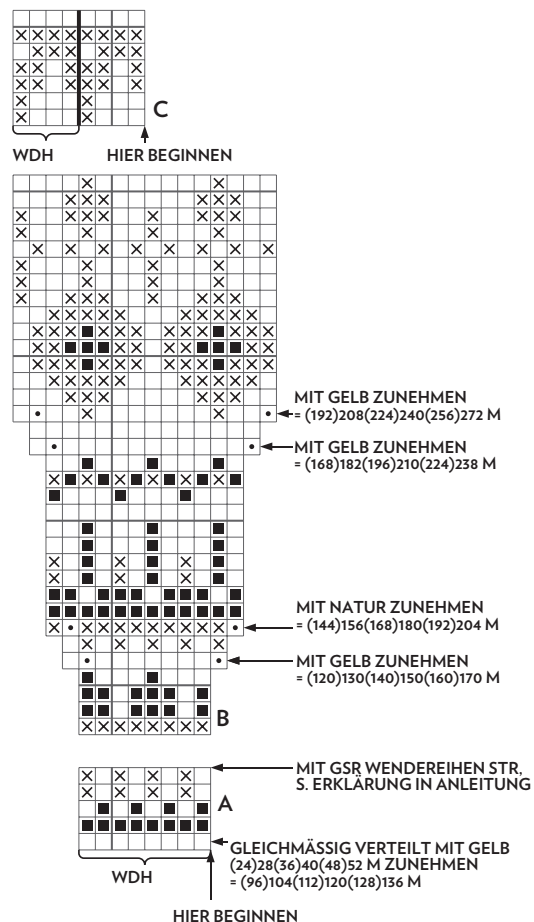 C
WDH
HIER BEGINNEN
MIT GELB ZUNEHMEN
= (192)208(224)240(256)272 M
MIT GELB ZUNEHMEN
= (168)182(196)210(224)238 M
MIT NATUR ZUNEHMEN
= (144)156(168)180(192)204 M
MIT GELB ZUNEHMEN
= (120)130(140)150(160)170 M
B
MIT GSR WENDEREIHEN STR,
S. ERKLÄRUNG IN ANLEITUNG
A
GLEICHMÄSSIG VERTEILT MIT GELB
(24)28(36)40(48)52 M ZUNEHMEN
= (96)104(112)120(128)136 M
WDH
HIER BEGINNEN